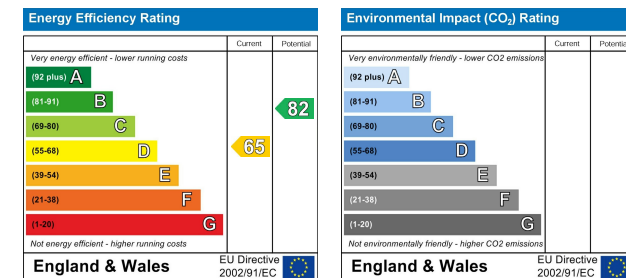 Energy Efficiency Rating
Current Potential
Very energy efficient - lower running costs
(92 plus) A
(81-91) B
(69-80) C
(55-68) D
(39-54) E
(21-38) F
(1-20) G
65
82
Not energy efficient - higher running costs
England & Wales
EU Directive
2002/91/EC
Environmental Impact (CO₂) Rating
Current Potential
Very environmentally friendly - lower CO2 emissions
(92 plus) A
(81-91) B
(69-80) C
(55-68) D
(39-54) E
(21-38) F
(1-20) G
Not environmentally friendly - higher CO2 emissions
England & Wales
EU Directive
2002/91/EC